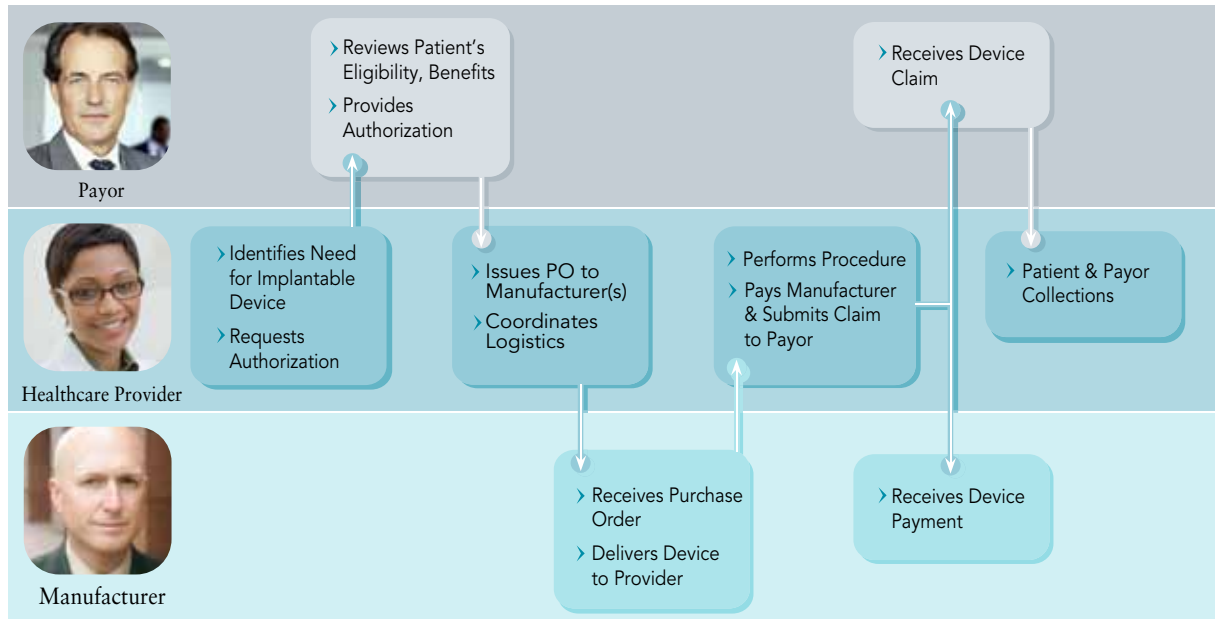 Reviews Patient’s
Eligibility, Benefits
Provides
Authorization
Receives Device
Claim
Payor
Identifies Need
for Implantable
Device
Requests
Authorization
Issues PO to
Manufacturer(s)
Coordinates
Logistics
Performs Procedure
Pays Manufacturer
& Submits Claim
to Payor
Patient & Payor
Collections
Healthcare Provider
Receives Purchase
Order
Delivers Device
to Provider
Receives Device
Payment
Manufacturer